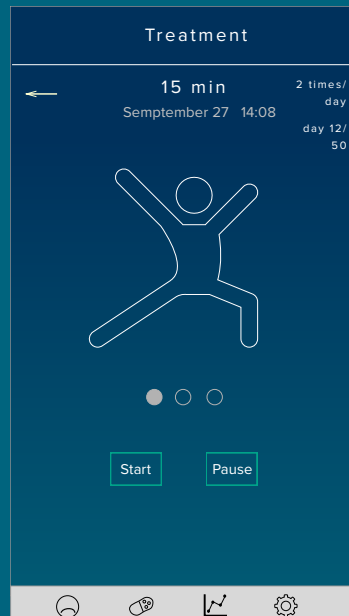 Treatment
15 min
Semptember 27 14:08
2 times/
day
day 12/
50
Start
Pause